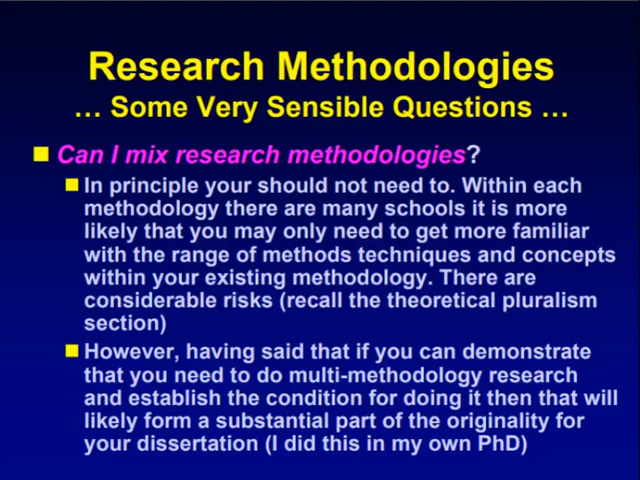 Research Methodologies
... Some Very Sensible Questions ...
Can I mix research methodologies?
In principle your should not need to. Within each
methodology there are many schools it is more
likely that you may only need to get more familiar
with the range of methods techniques and concepts
within your existing methodology. There are
considerable risks (recall the theoretical pluralism
section)
However, having said that if you can demonstrate
that you need to do multi-methodology research
and establish the condition for doing it then that will
likely form a substantial part of the originality for
your dissertation (I did this in my own PhD)